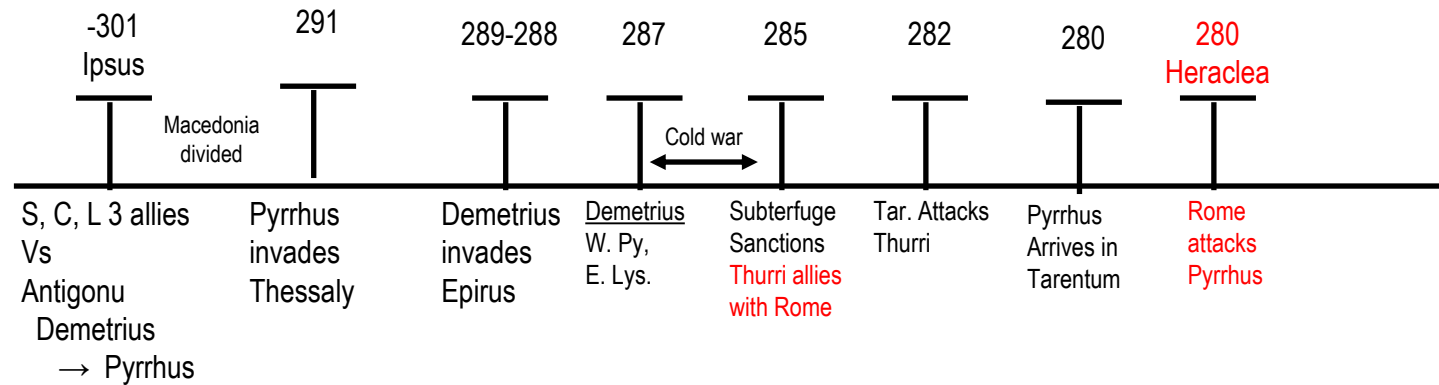 -301
Ipsus
291
289-288
287
285
282
280
280
Heraclea
Macedonia
divided
Cold war
S, C, L 3 allies
Vs
Antigonu
Demetrius
→ Pyrrhus
Pyrrhus
invades
Thessaly
Demetrius
invades
Epirus
Demetrius
W. Py,
E. Lys.
Subterfuge
Sanctions
Thurri allies
with Rome
Tar. Attacks
Thurri
Pyrrhus
Arrives in
Tarentum
Rome
attacks
Pyrrhus